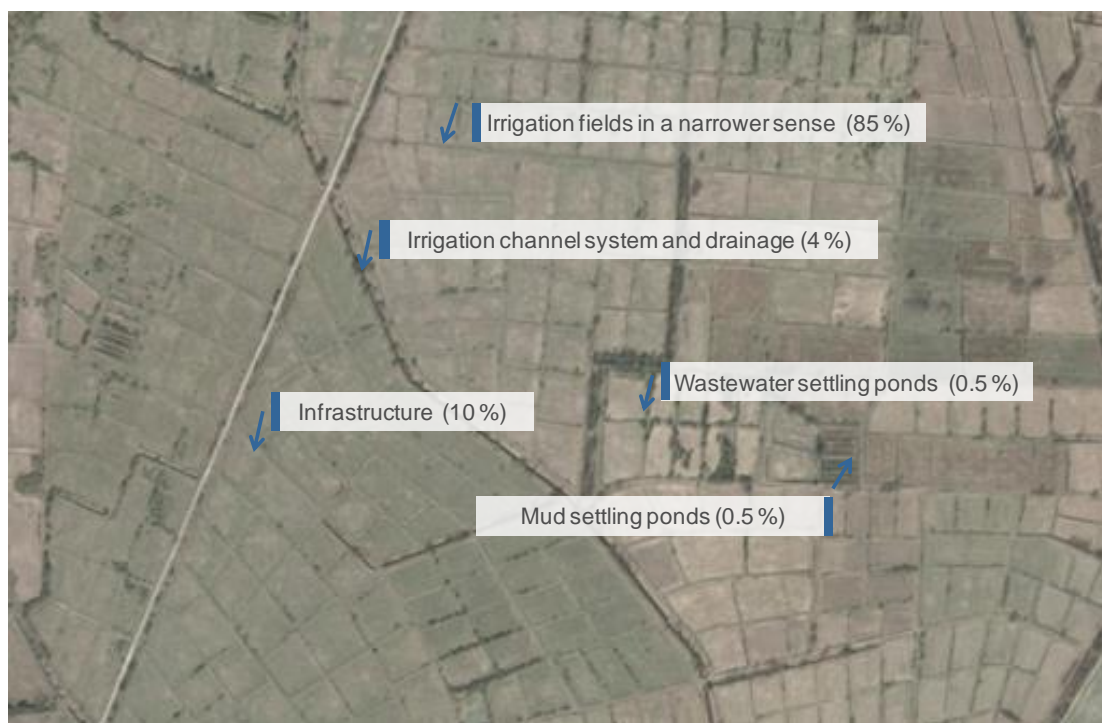 Irrigation fields in a narrower sense (85 %)
Irrigation channel system and drainage (4 %)
Wastewater settling ponds (0.5 %)
Infrastructure (10 %)
Mud settling ponds (0.5 %)